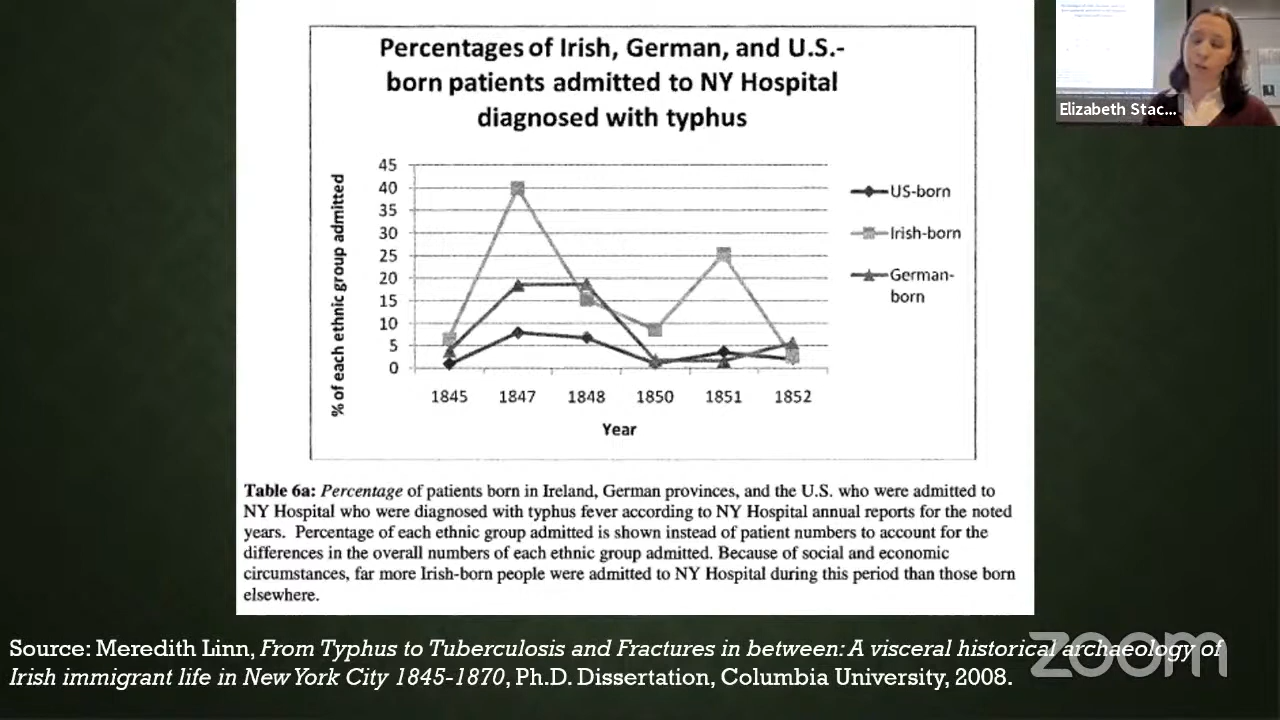 Percentages of Irish, German, and U.S.-
born patients admitted to NY Hospital
diagnosed with typhus
% of each ethnic group admitted
45
40
35
30
25
20
15
10
5
0
1845 1847 1848 1850 1851 1852
Year
US-born
Irish-born
German-
born
Table 6a: Percentage of patients born in Ireland, German provinces, and the U.S. who were admitted to
NY Hospital who were diagnosed with typhus fever according to NY Hospital annual reports for the noted
years. Percentage of each ethnic group admitted is shown instead of patient numbers to account for the
differences in the overall numbers of each ethnic group admitted. Because of social and economic
circumstances, far more Irish-born people were admitted to NY Hospital during this period than those born
elsewhere.
Source: Meredith Linn, From Typhus to Tuberculosis and Fractures in between: A visceral historical archaeology of
Irish immigrant life in New York City 1845-1870, Ph.D. Dissertation, Columbia University, 2008.
Elizabeth Stac...
zoom